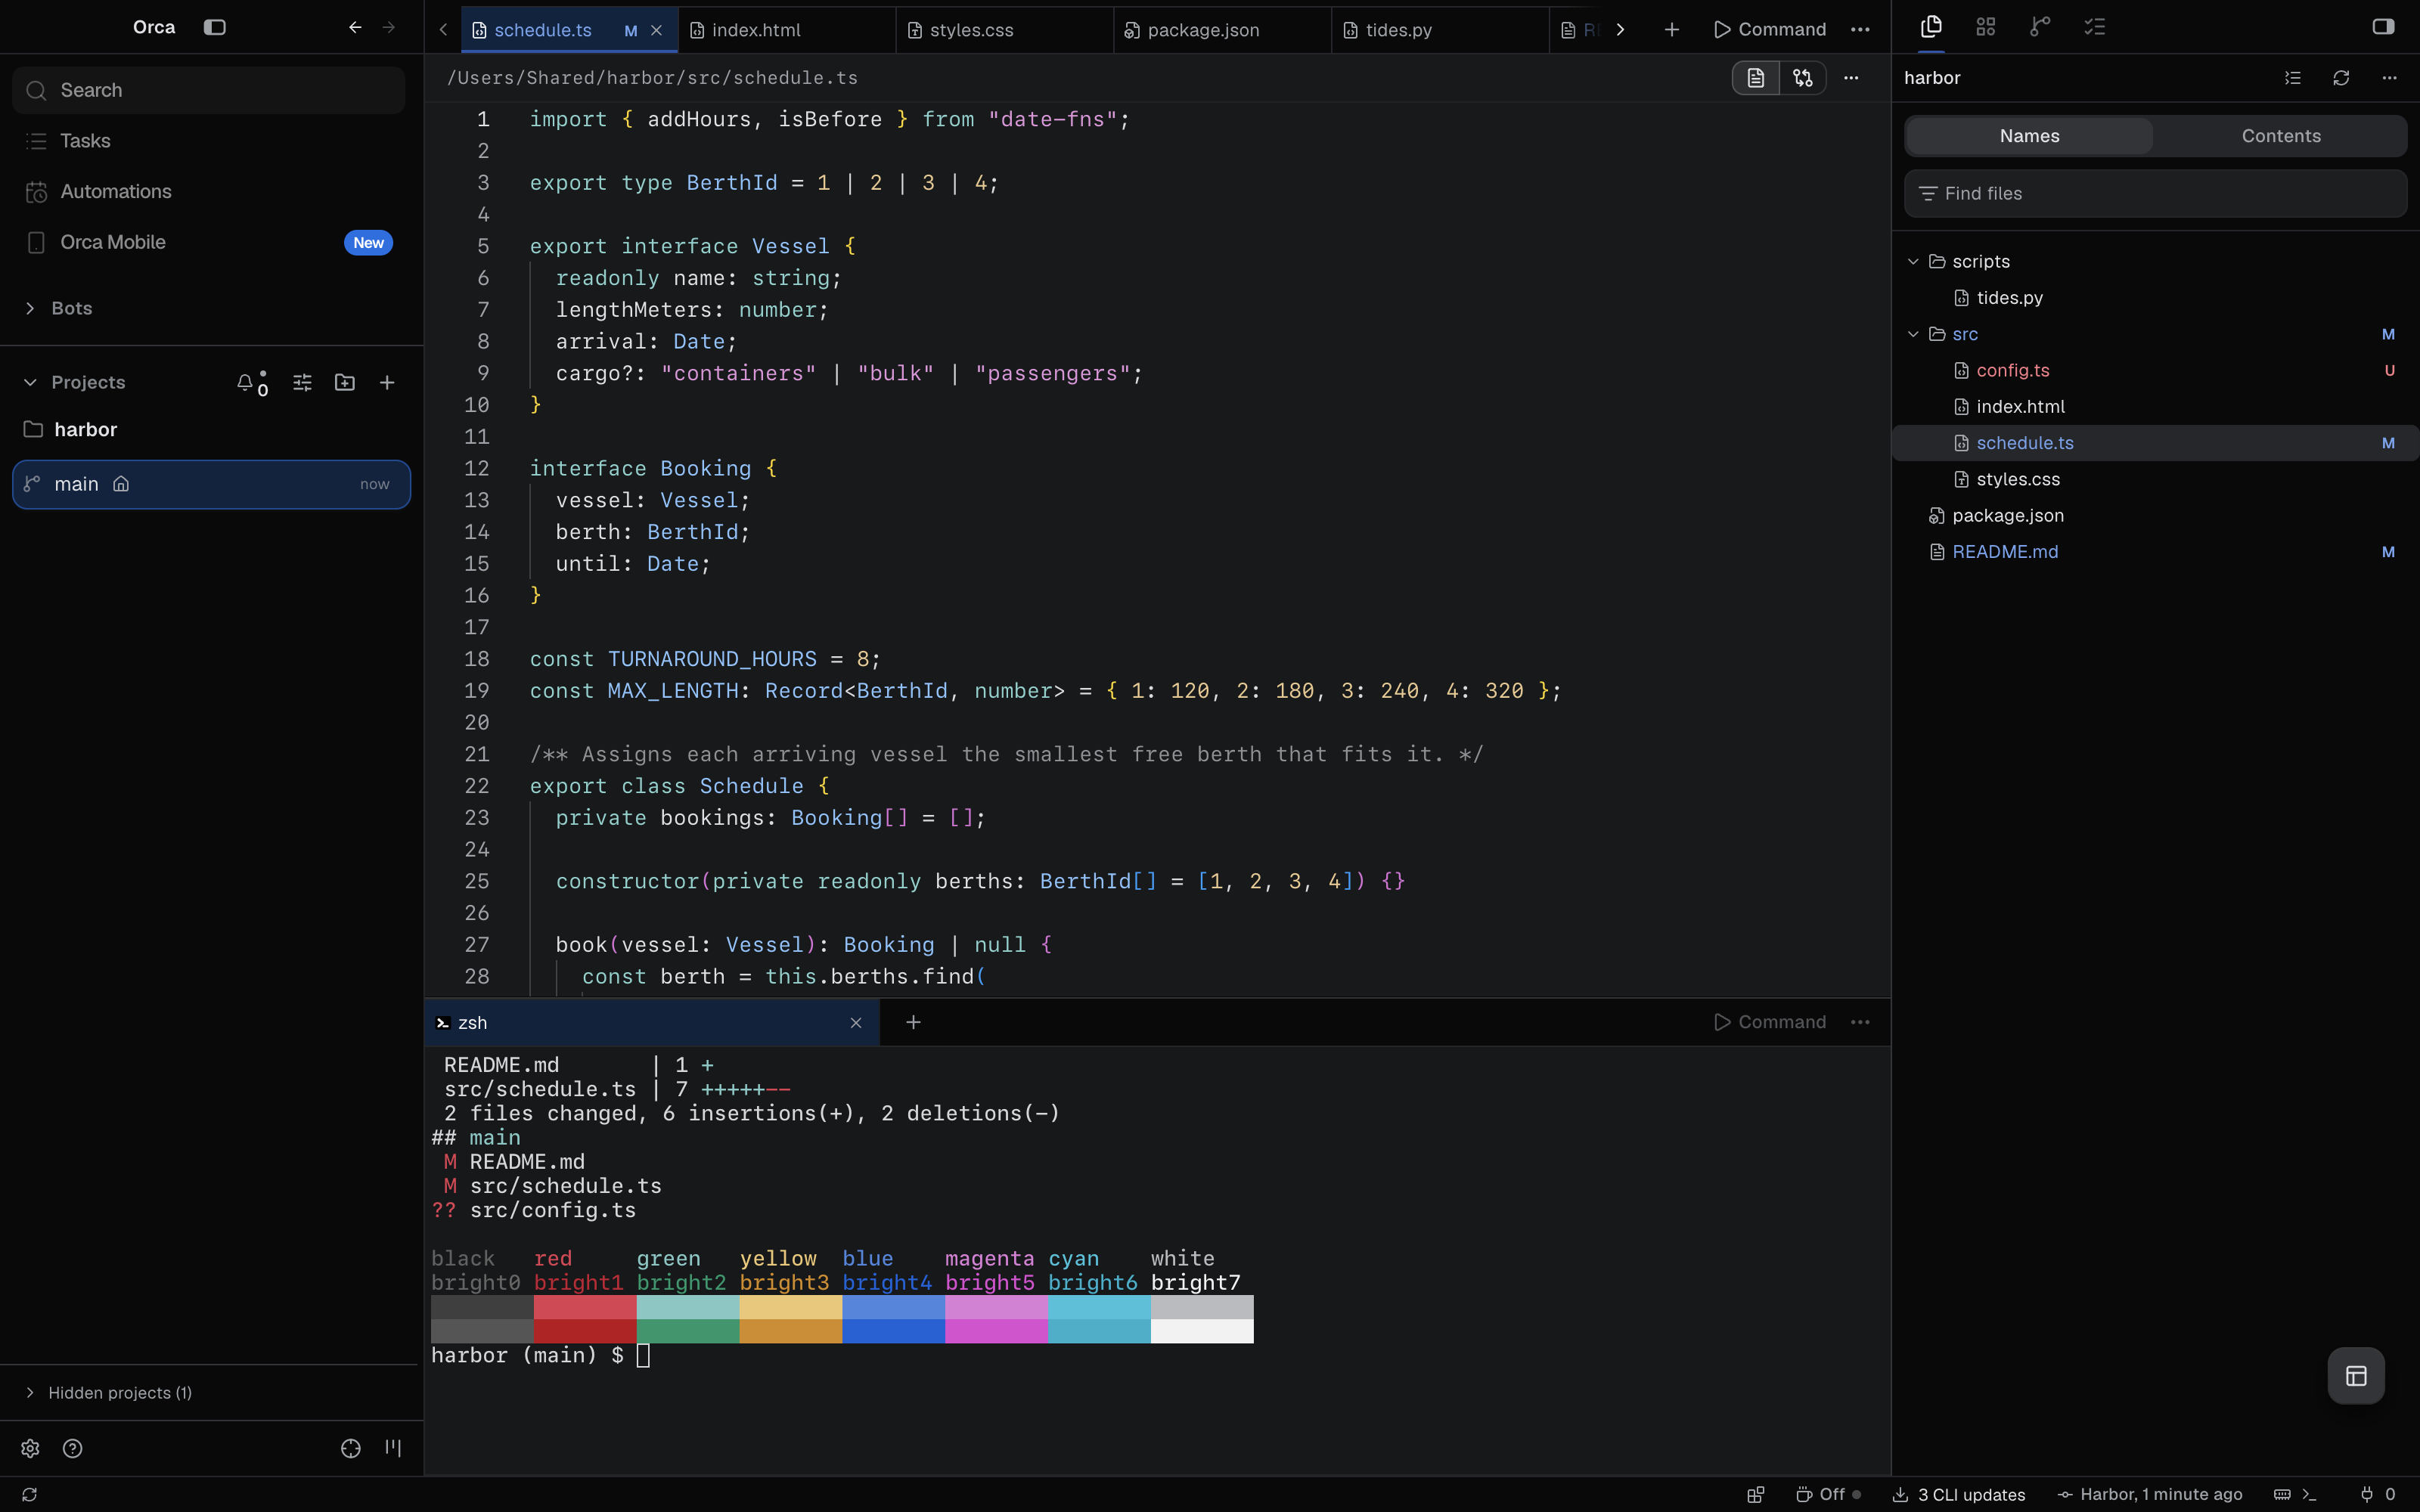 Orca
Search
Tasks
Automations
Orca Mobile New
Bots
Projects 0
harbor
main now
Hidden projects (1)
schedule.ts M
index.html
styles.css
package.json
tides.py
Command
/Users/Shared/harbor/src/schedule.ts
1 import { addHours, isBefore } from "date-fns";
2
3 export type BerthId = 1 | 2 | 3 | 4;
4
5 export interface Vessel {
6 readonly name: string;
7 lengthMeters: number;
8 arrival: Date;
9 cargo?: "containers" | "bulk" | "passengers";
10 }
11
12 interface Booking {
13 vessel: Vessel;
14 berth: BerthId;
15 until: Date;
16 }
17
18 const TURNAROUND_HOURS = 8;
19 const MAX_LENGTH: Record<BerthId, number> = { 1: 120, 2: 180, 3: 240, 4: 320 };
20
21 /** Assigns each arriving vessel the smallest free berth that fits it. */
22 export class Schedule {
23 private bookings: Booking[] = [];
24
25 constructor(private readonly berths: BerthId[] = [1, 2, 3, 4]) {}
26
27 book(vessel: Vessel): Booking | null {
28 const berth = this.berths.find(
zsh
Command
README.md | 1 +
src/schedule.ts | 7 +++++--
2 files changed, 6 insertions(+), 2 deletions(-)
## main
M README.md
M src/schedule.ts
?? src/config.ts
black red green yellow blue magenta cyan white
bright0 bright1 bright2 bright3 bright4 bright5 bright6 bright7
harbor (main) $
harbor
Names
Contents
Find files
scripts
tides.py
src M
config.ts U
index.html
schedule.ts M
styles.css
package.json
README.md M
Off
3 CLI updates
Harbor, 1 minute ago
0